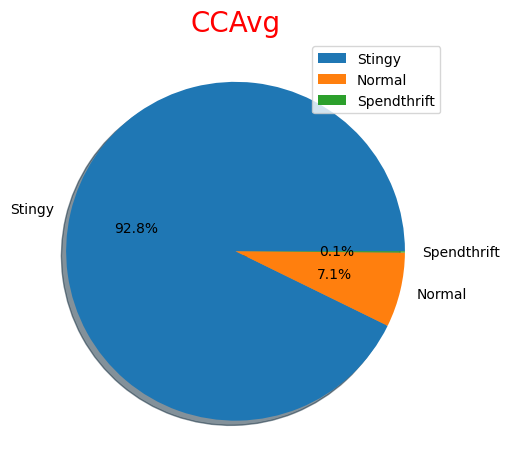 CCAvg
Stingy
Normal
Spendthrift
Stingy
92.8%
0.1%
Spendthrift
7.1%
Normal